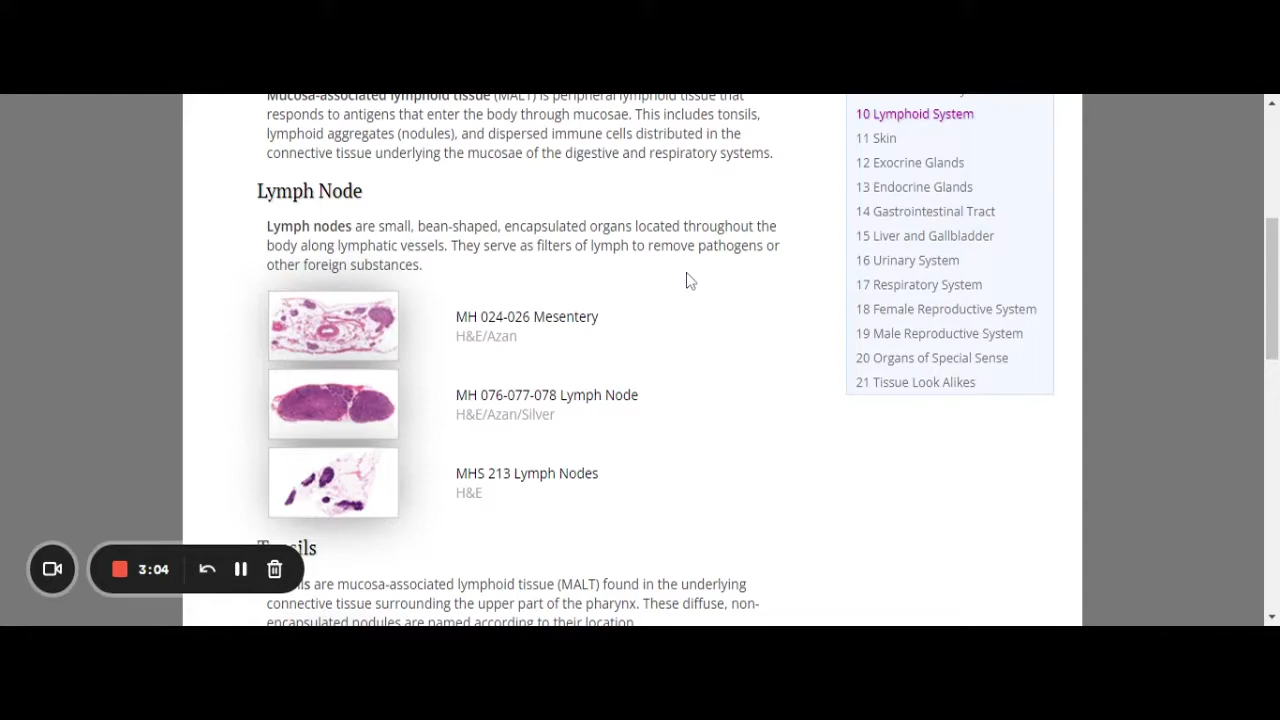 Mucosa-associated lymphoid tissue (MALT) is peripheral lymphoid tissue that
responds to antigens that enter the body through mucosae. This includes tonsils,
lymphoid aggregates (nodules), and dispersed immune cells distributed in the
connective tissue underlying the mucosae of the digestive and respiratory systems.
Lymph Node
Lymph nodes are small, bean-shaped, encapsulated organs located throughout the
body along lymphatic vessels. They serve as filters of lymph to remove pathogens or
other foreign substances.
MH 024-026 Mesentery
H&E/Azan
MH 076-077-078 Lymph Node
H&E/Azan/Silver
MHS 213 Lymph Nodes
H&E
are mucosa-associated lymphoid tissue (MALT) found in the underlying
connective tissue surrounding the upper part of the pharynx. These diffuse, non-
encapsulated nodules are named according to their location.
10 Lymphoid System
11 Skin
12 Exocrine Glands
13 Endocrine Glands
14 Gastrointestinal Tract
15 Liver and Gallbladder
16 Urinary System
17 Respiratory System
18 Female Reproductive System
19 Male Reproductive System
20 Organs of Special Sense
21 Tissue Look Alikes
3:04